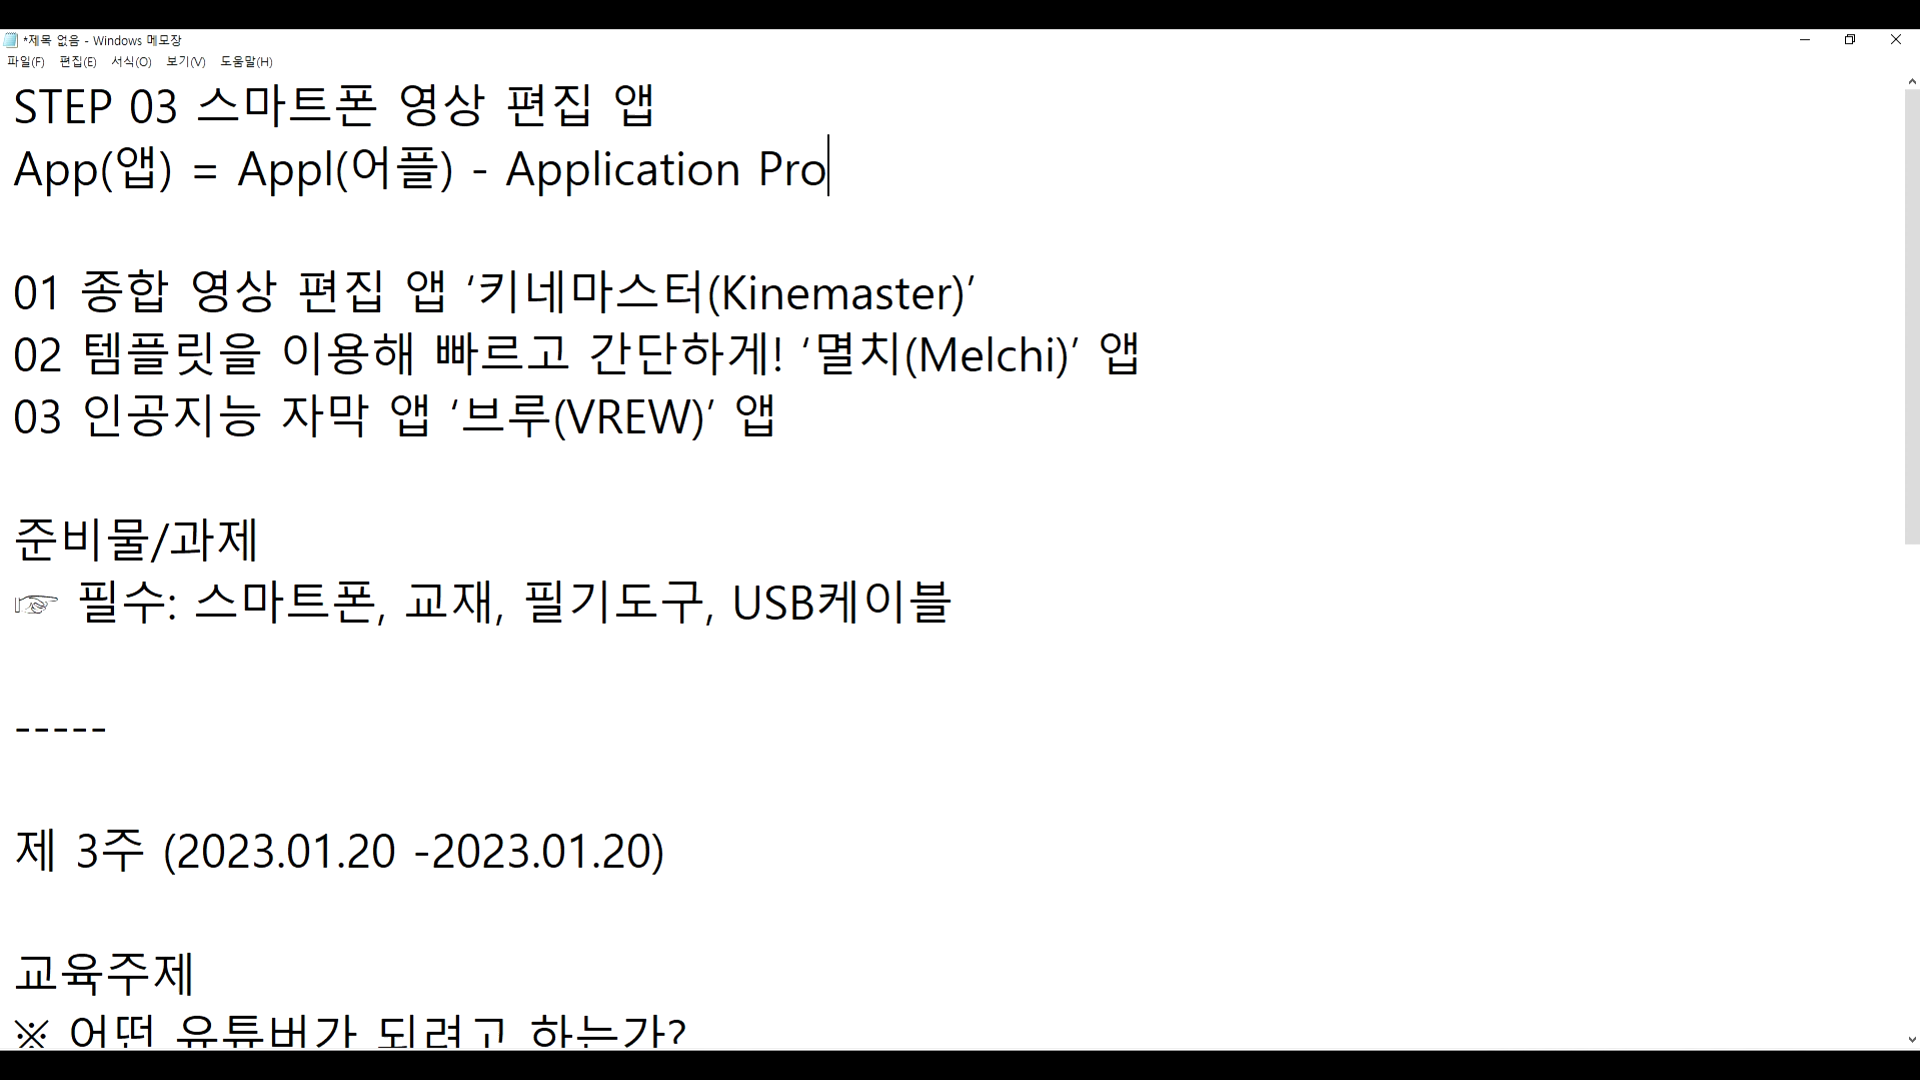 *제목 없음 - Windows 메모장
파일(F) 편집(E) 서식(O) 보기(V) 도움말(H)
STEP 03 스마트폰 영상 편집 앱
App(앱) = Appl(어플) - Application Pro
01 종합 영상 편집 앱 ‘키네마스터(Kinemaster)’
02 템플릿을 이용해 빠르고 간단하게! ‘멸치(Melchi)’ 앱
03 인공지능 자막 앱 ‘브루(VREW)’ 앱
준비물/과제
☞ 필수: 스마트폰, 교재, 필기도구, USB케이블
-----
제 3주 (2023.01.20 -2023.01.20)
교육주제
※ 어떤 유튜버가 되려고 하는가?